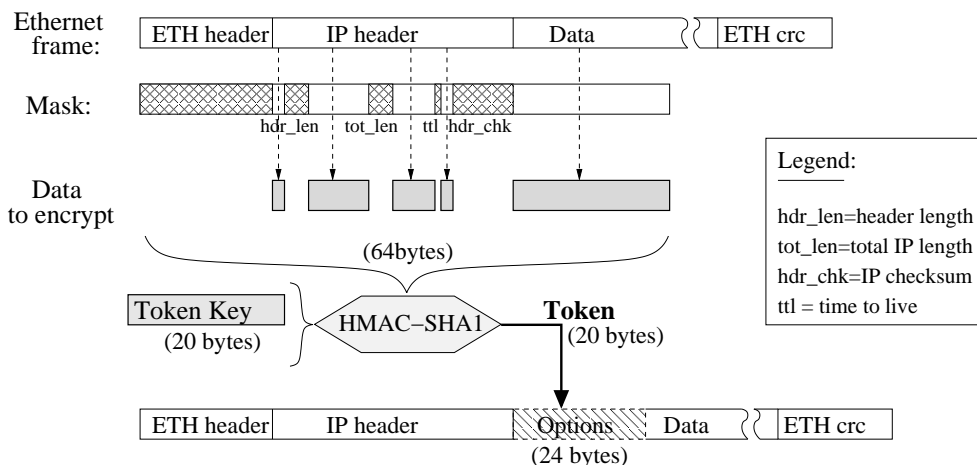 Ethernet
frame:
ETH header
IP header
Data
ETH crc
Mask:
hdr_len
tot_len
ttl
hdr_chk
Data
to encrypt
(64bytes)
Legend:
hdr_len=header length
tot_len=total IP length
hdr_chk=IP checksum
ttl = time to live
Token Key
(20 bytes)
HMAC−SHA1
Token
(20 bytes)
ETH header
IP header
Options
Data
ETH crc
(24 bytes)